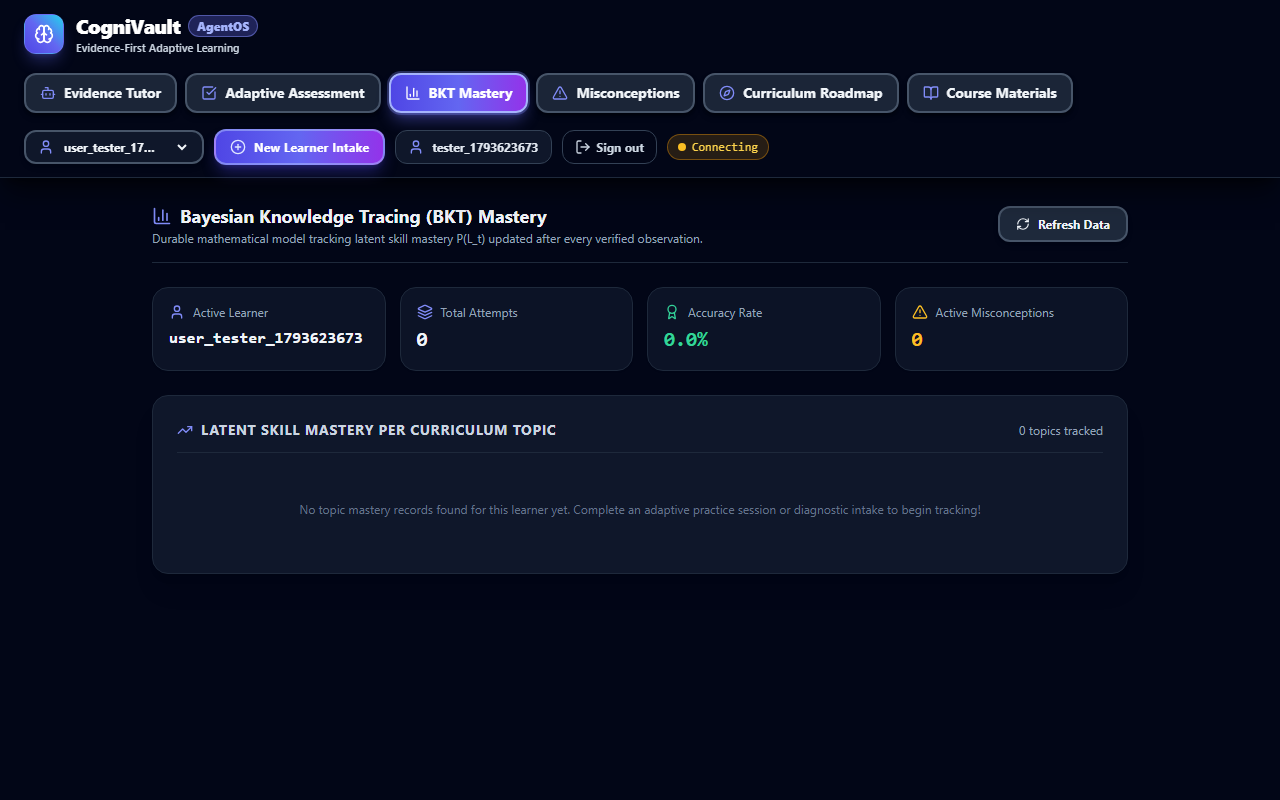 CogniVault AgentOS
Evidence-First Adaptive Learning
Evidence Tutor Adaptive Assessment BKT Mastery Misconceptions Curriculum Roadmap Course Materials
user_tester_17... New Learner Intake tester_1793623673 Sign out Connecting
Bayesian Knowledge Tracing (BKT) Mastery
Durable mathematical model tracking latent skill mastery P(L_t) updated after every verified observation.
Refresh Data
Active Learner
user_tester_1793623673
Total Attempts
0
Accuracy Rate
0.0%
Active Misconceptions
0
LATENT SKILL MASTERY PER CURRICULUM TOPIC
0 topics tracked
No topic mastery records found for this learner yet. Complete an adaptive practice session or diagnostic intake to begin tracking!